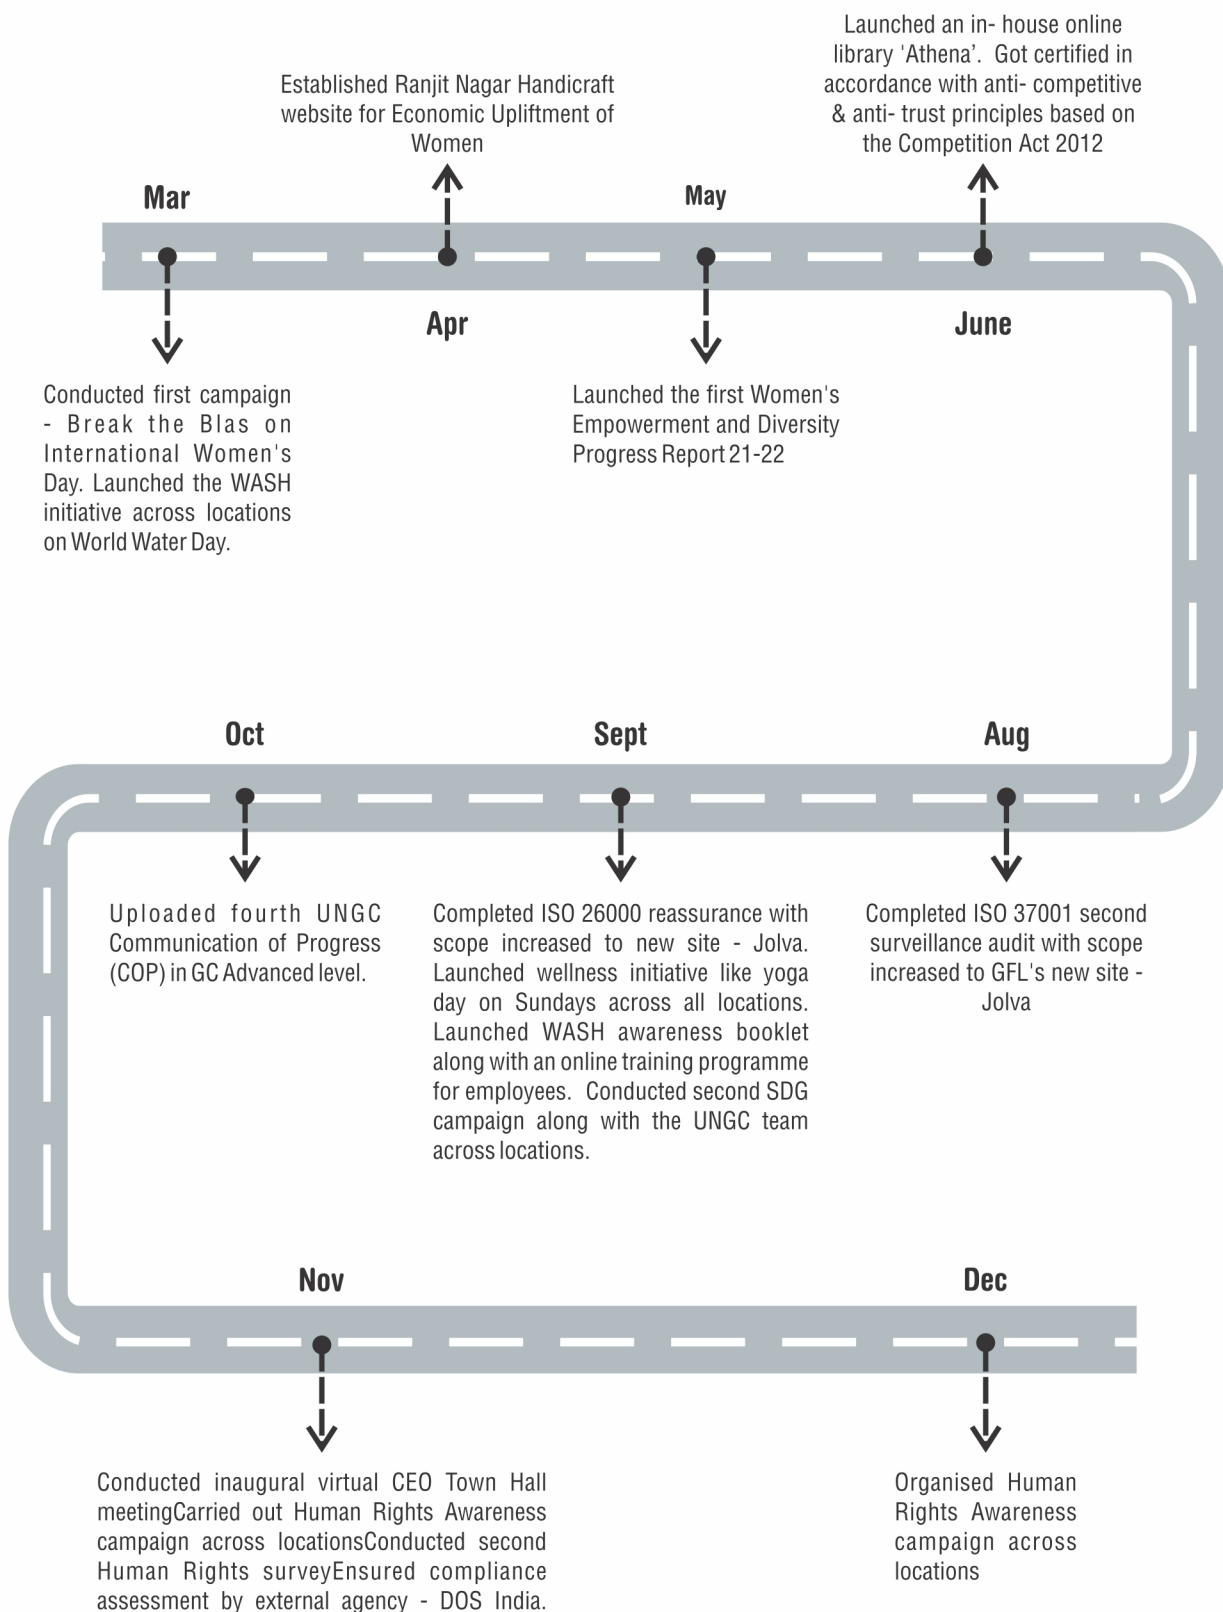 Mar
Conducted first campaign
- Break the Blas on
International Women's
Day. Launched the WASH
initiative across locations
on World Water Day.
Established Ranjit Nagar Handicraft
website for Economic Upliftment of
Women
Apr
May
Launched the first Women's
Empowerment and Diversity
Progress Report 21-22
Launched an in- house online
library 'Athena’. Got certified in
accordance with anti- competitive
& anti- trust principles based on
the Competition Act 2012
June
Aug
Completed ISO 37001 second
surveillance audit with scope
increased to GFL's new site -
Jolva
Sept
Completed ISO 26000 reassurance with
scope increased to new site - Jolva.
Launched wellness initiative like yoga
day on Sundays across all locations.
Launched WASH awareness booklet
along with an online training programme
for employees. Conducted second SDG
campaign along with the UNGC team
across locations.
Oct
Uploaded fourth UNGC
Communication of Progress
(COP) in GC Advanced level.
Nov
Conducted inaugural virtual CEO Town Hall
meetingCarried out Human Rights Awareness
campaign across locationsConducted second
Human Rights surveyEnsured compliance
assessment by external agency - DOS India.
Dec
Organised Human
Rights Awareness
campaign across
locations